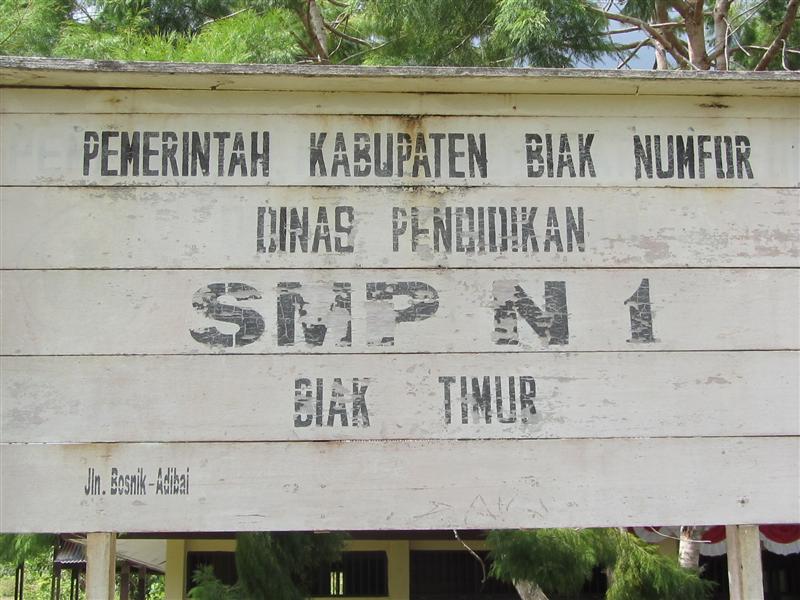 PEMERINTAH KABUPATEN BIAK NUMFOR
DINAS PENDIDIKAN
SMP N 1
BIAK TIMUR
Jln. Bosnik-Adibai